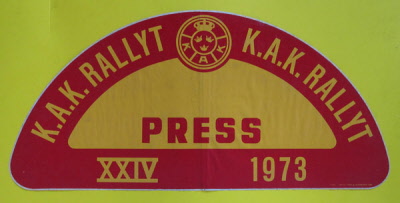 K.A.K. RALLYT
KAK
K.A.K. RALLYT
PRESS
XXIV 1973